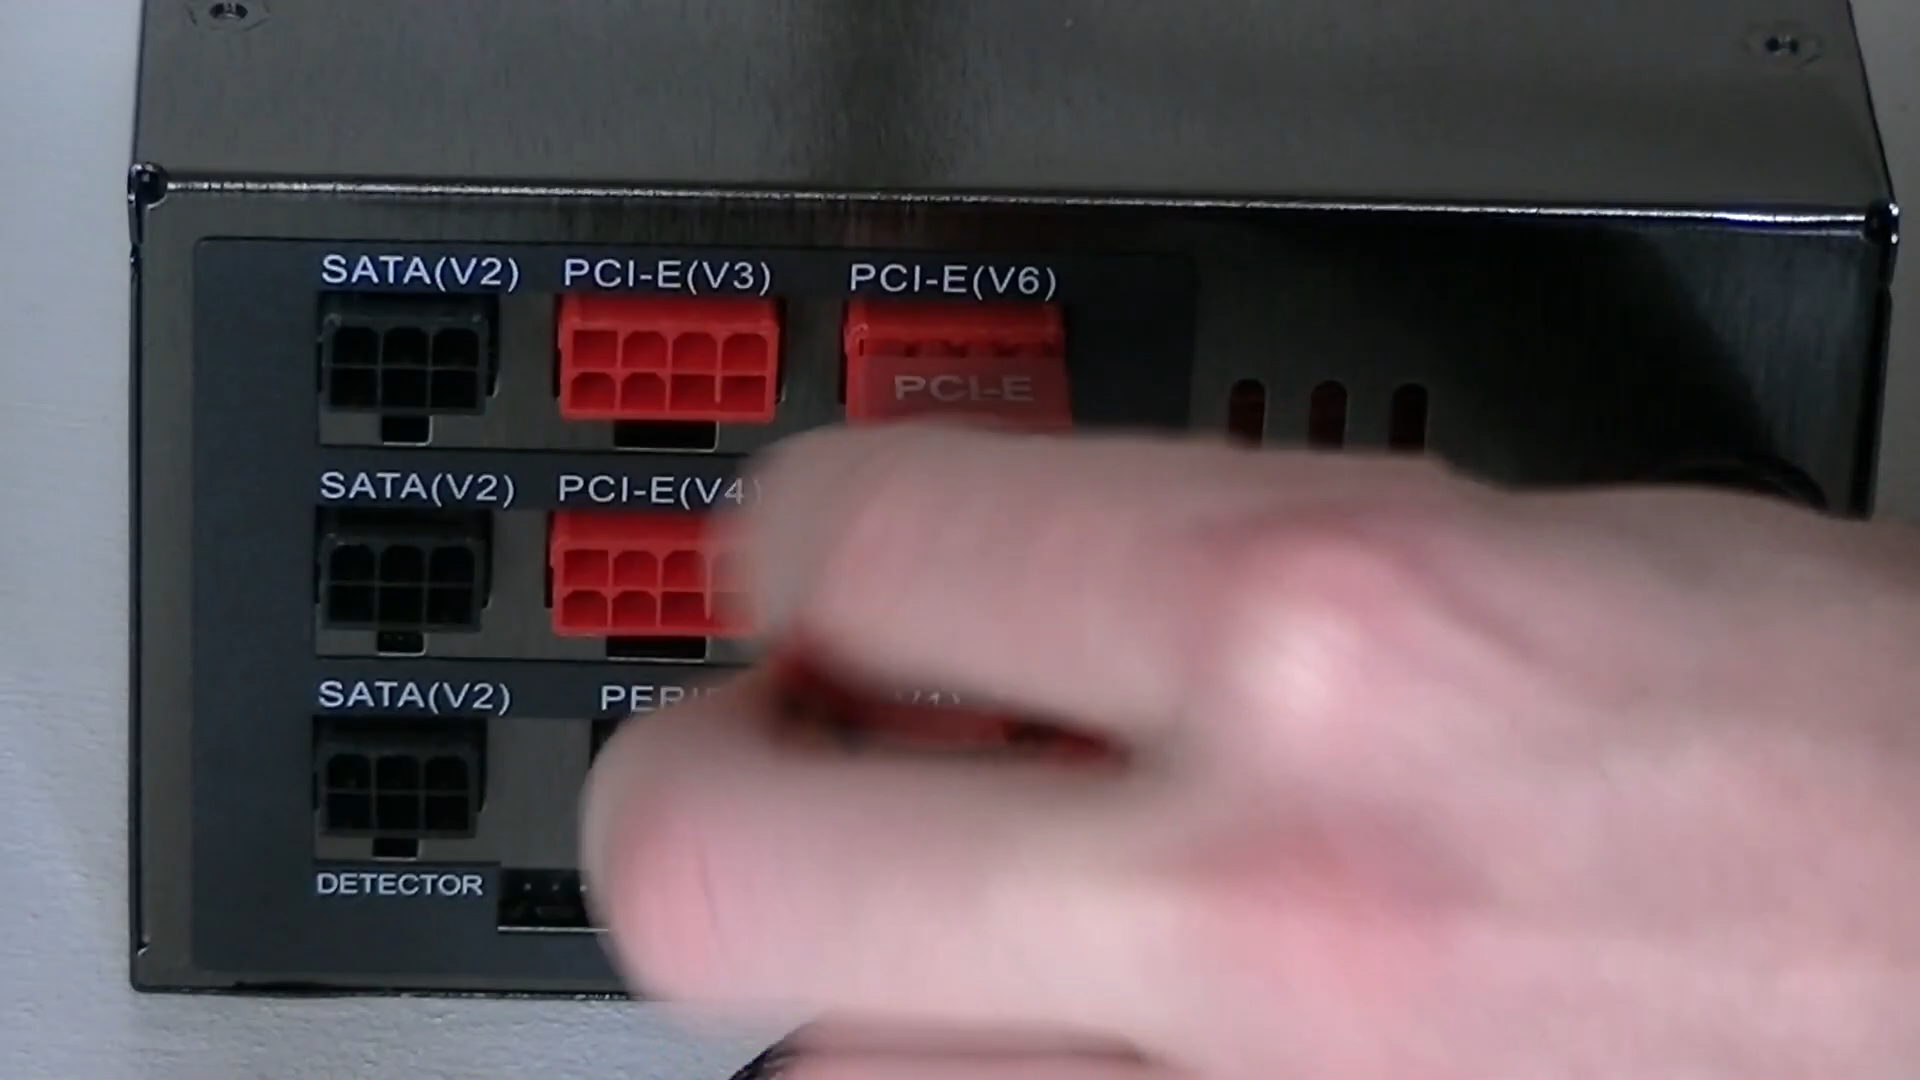 SATA(V2) PCI-E(V3) PCI-E(V6)
PCI-E
SATA(V2) PCI-E(V4)
SATA(V2)
DETECTOR